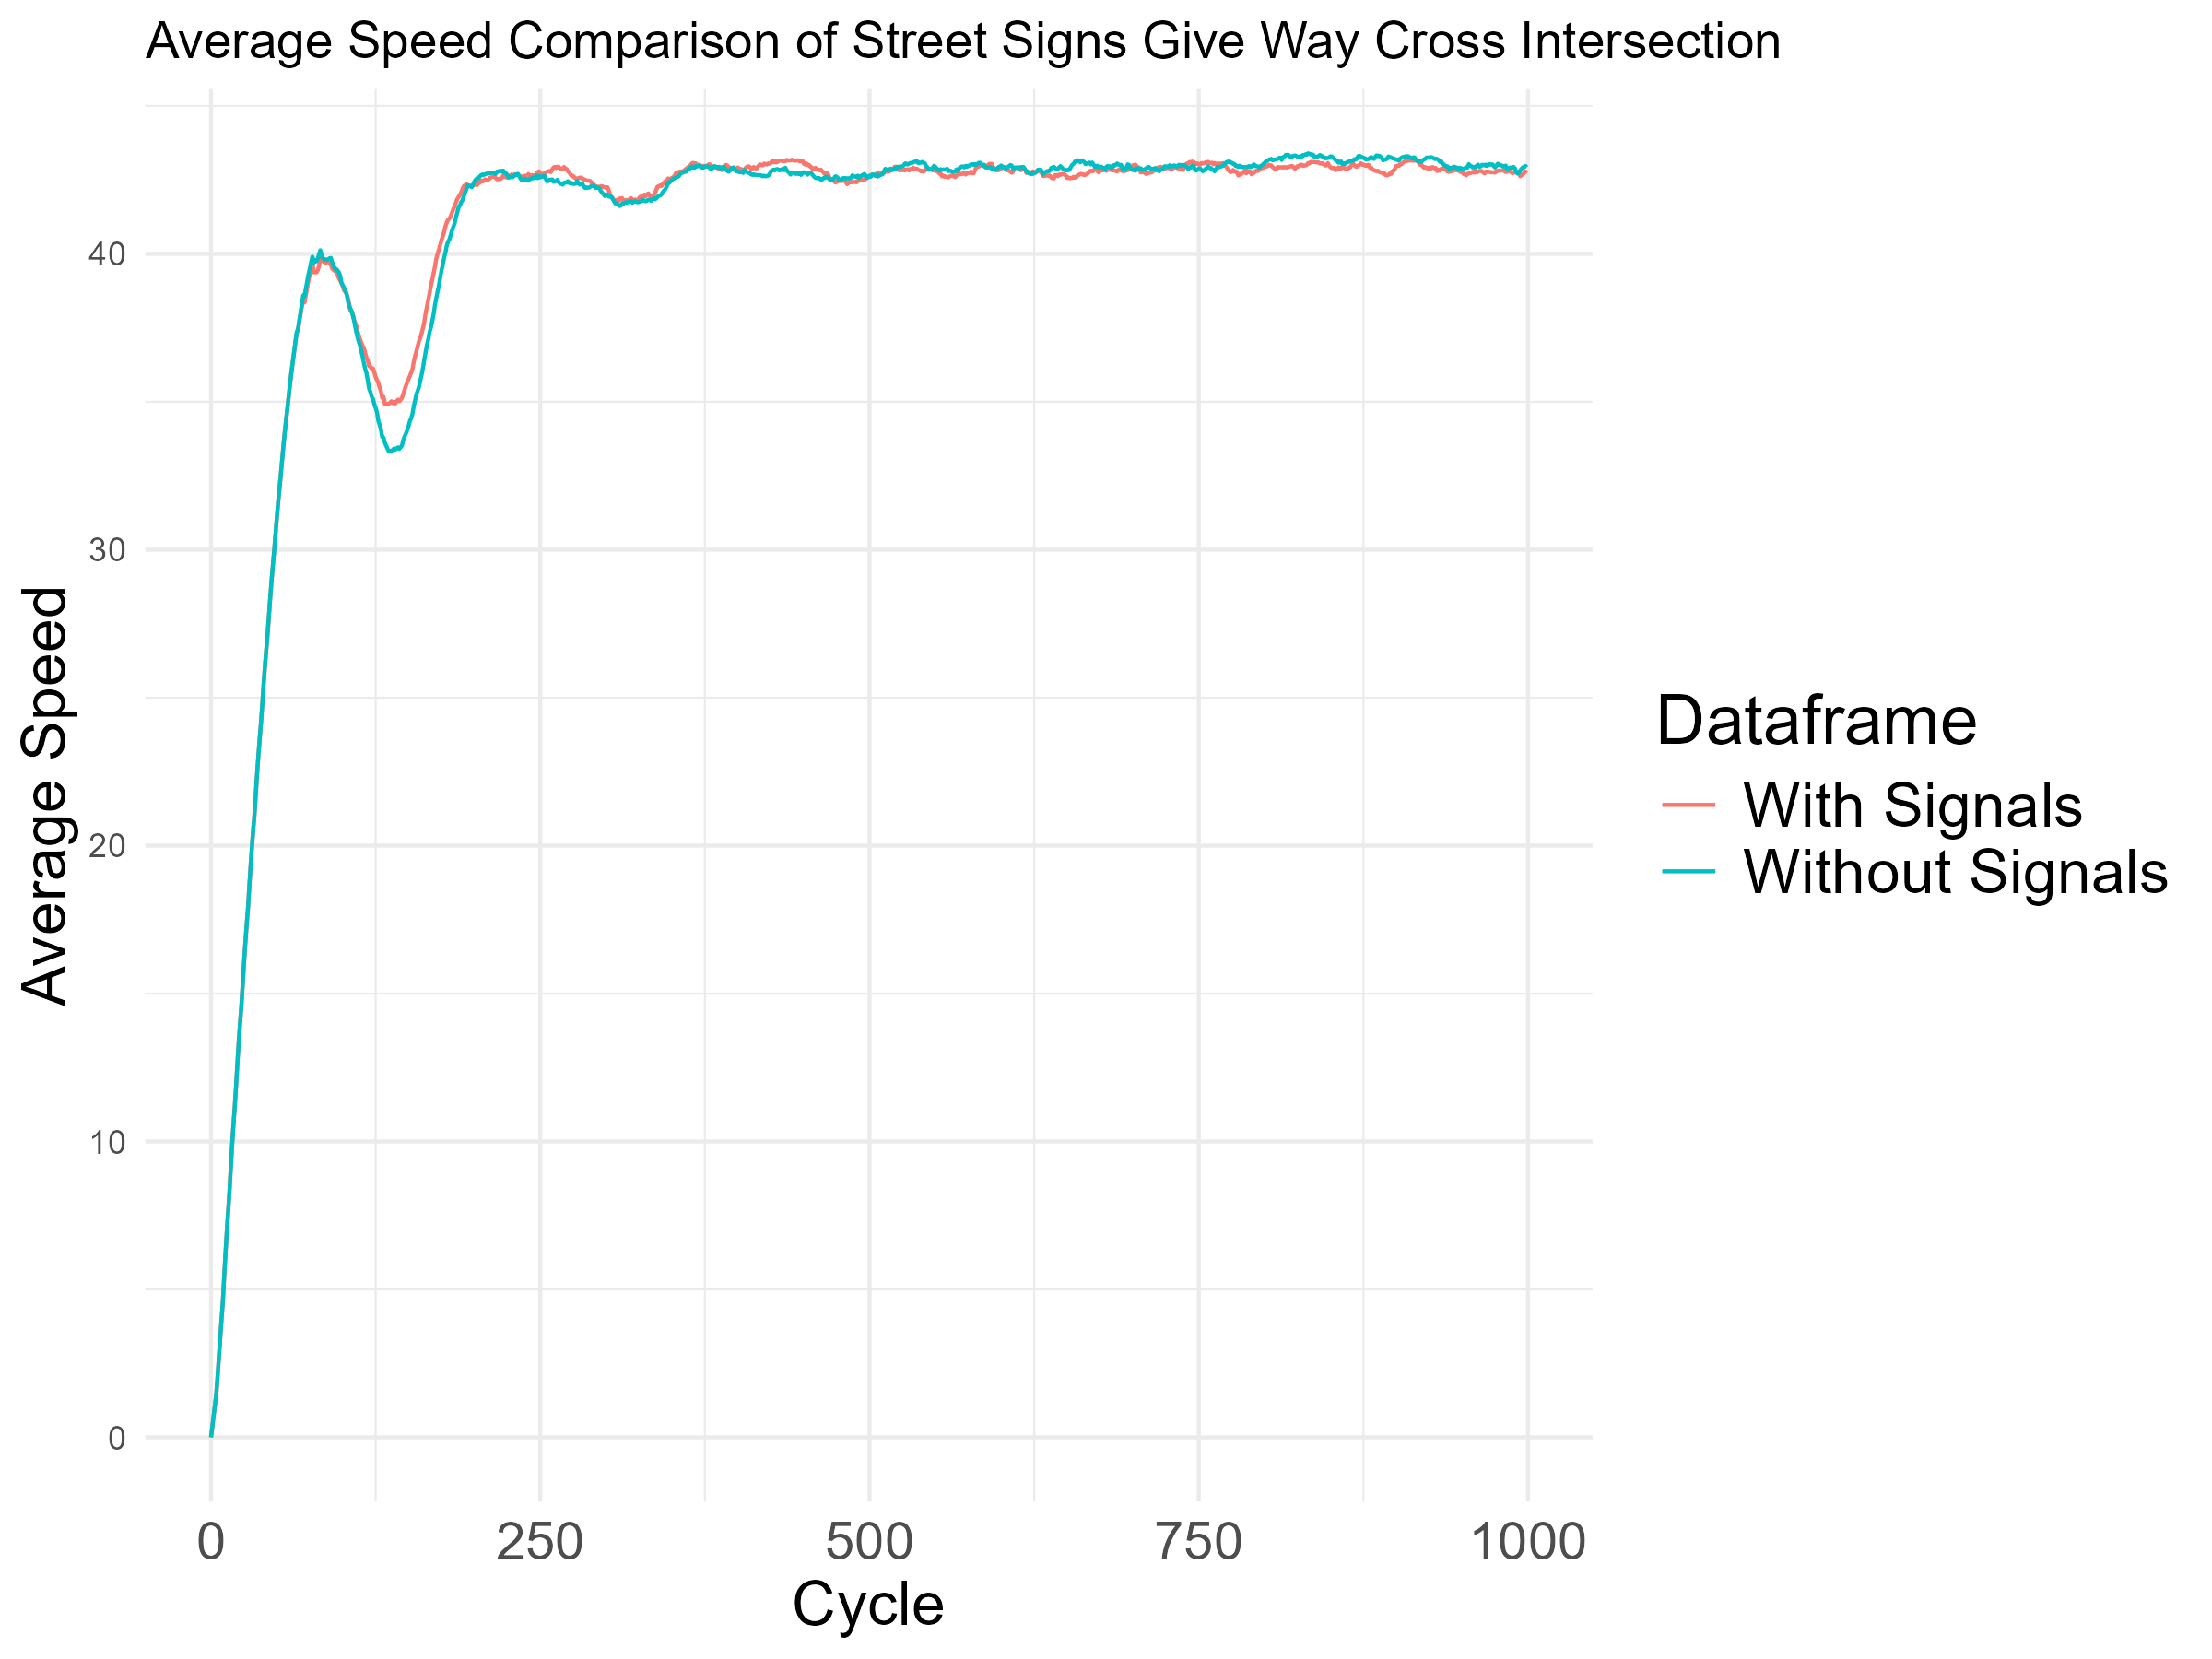 Average Speed Comparison of Street Signs Give Way Cross Intersection
Average Speed
40
30
20
10
0
0
250
500
750
1000
Cycle
Dataframe
With Signals
Without Signals